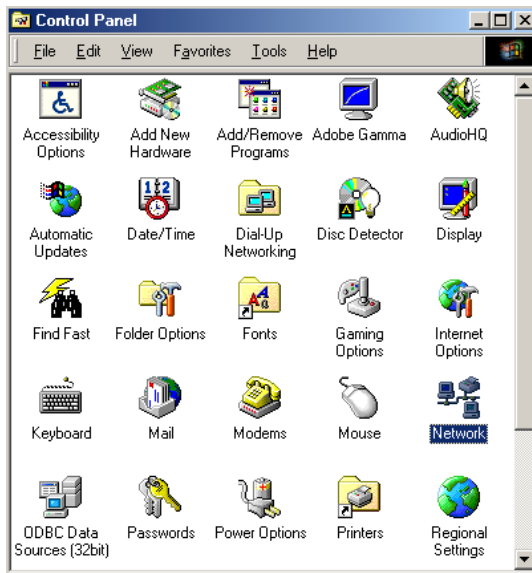 Control Panel
File Edit View Favorites Tools Help
Accessibility Options
Add New Hardware
Add/Remove Programs
Adobe Gamma
AudioHQ
Automatic Updates
Date/Time
Dial-Up Networking
Disc Detector
Display
Find Fast
Folder Options
Fonts
Gaming Options
Internet Options
Keyboard
Mail
Modems
Mouse
Network
ODBC Data Sources (32bit)
Passwords
Power Options
Printers
Regional Settings